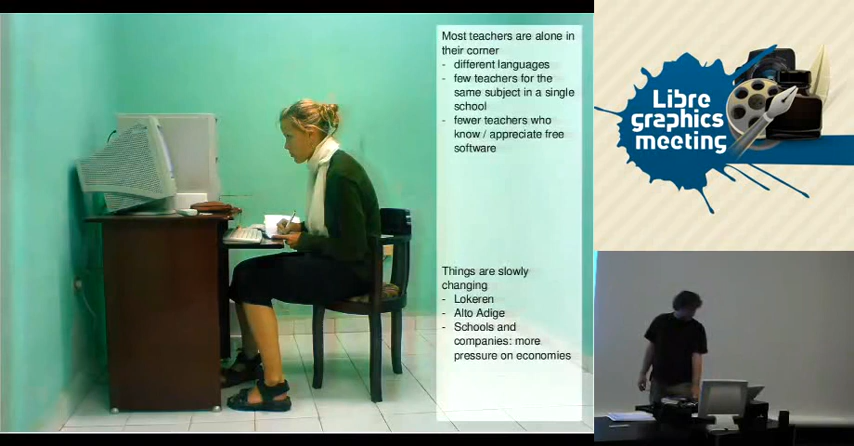 Most teachers are alone in
their corner
- different languages
- few teachers for the
same subject in a single
school
- fewer teachers who
know / appreciate free
software
Things are slowly
changing
- Lokeren
- Alto Adige
- Schools and
companies: more
pressure on economies
Libre
graphics
meeting